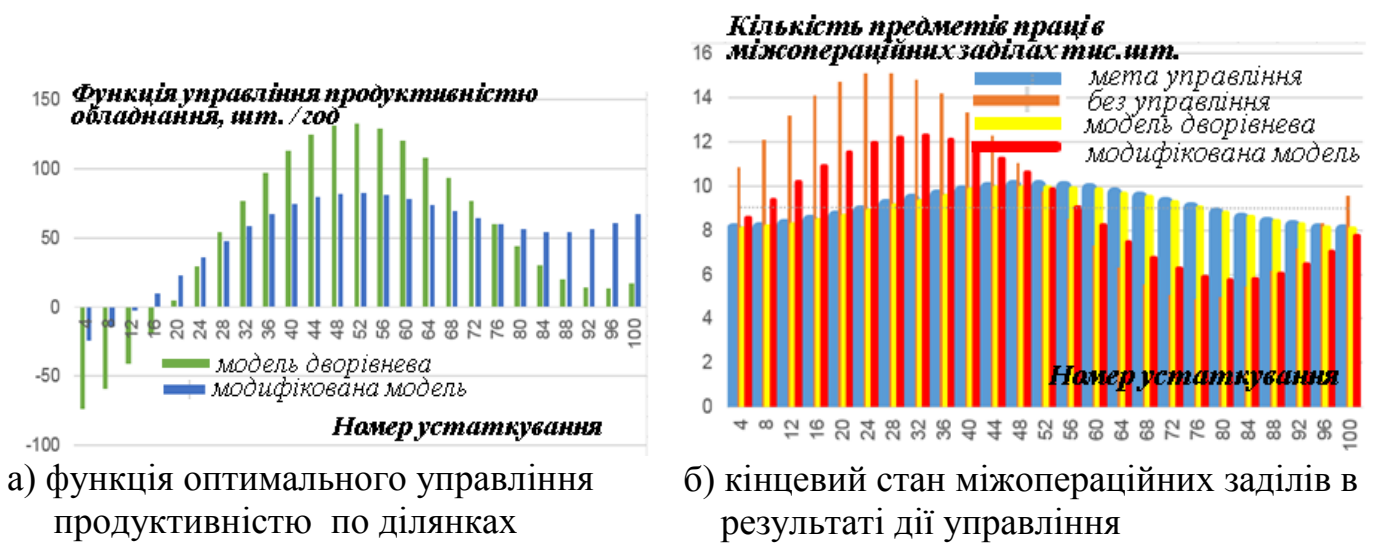 Функція управління продуктивністю
обладнання, шт. /год
150
100
50
0
-50
-100
4 8 12 16 20 24 28 32 36 40 44 48 52 56 60 64 68 72 76 80 84 88 92 96 100
модель дворівнева
модифікована модель
Номер устаткування
а) функція оптимального управління
продуктивністю по ділянках
Кількість предметів праці в
міжопераційних заділах тис.шт.
16
14
12
10
8
6
4
2
0
мета управління
без управління
модель дворівнева
модифікована модель
Номер устаткування
4 8 12 16 20 24 28 32 36 40 44 48 52 56 60 64 68 72 76 80 84 88 92 96 100
б) кінцевий стан міжопераційних заділів в
результаті дії управління